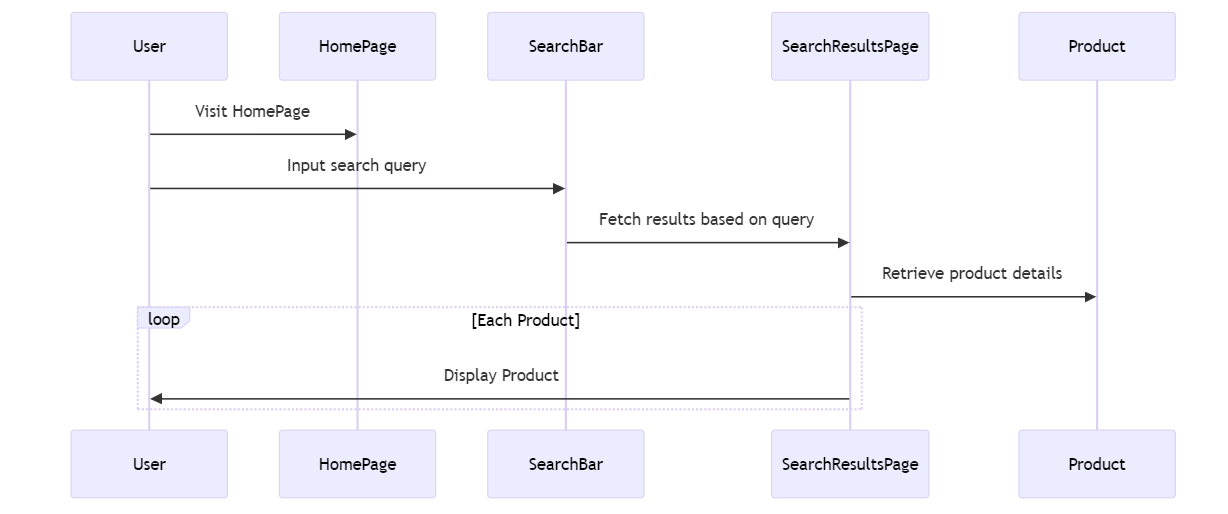 User
HomePage
SearchBar
SearchResultsPage
Product
Visit HomePage
Input search query
Fetch results based on query
Retrieve product details
loop
[Each Product]
Display Product
User
HomePage
SearchBar
SearchResultsPage
Product